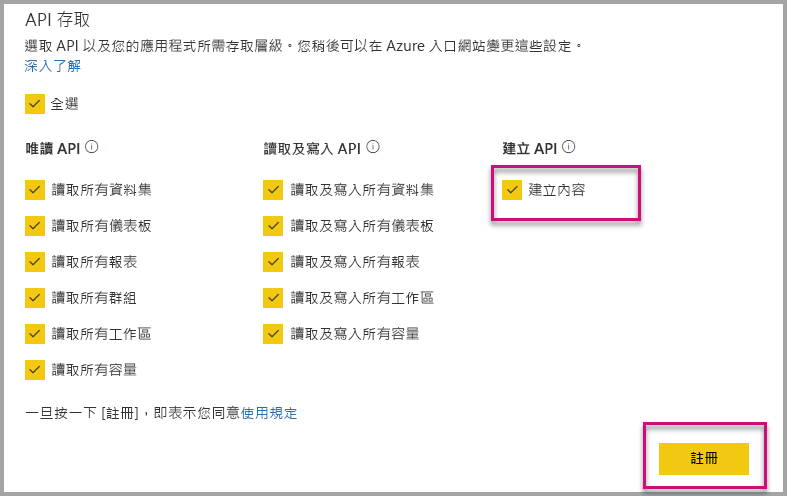 API 存取
選取 API 以及您的應用程式所需存取層級。您稍後可以在 Azure 入口網站變更這些設定。
深入了解
全選
唯讀 API
讀取所有資料集
讀取所有儀表板
讀取所有報表
讀取所有群組
讀取所有工作區
讀取所有容量
讀取及寫入 API
讀取及寫入所有資料集
讀取及寫入所有儀表板
讀取及寫入所有報表
讀取及寫入所有工作區
讀取及寫入所有容量
建立 API
建立內容
一旦按一下 [註冊]，即表示您同意使用規定
註冊